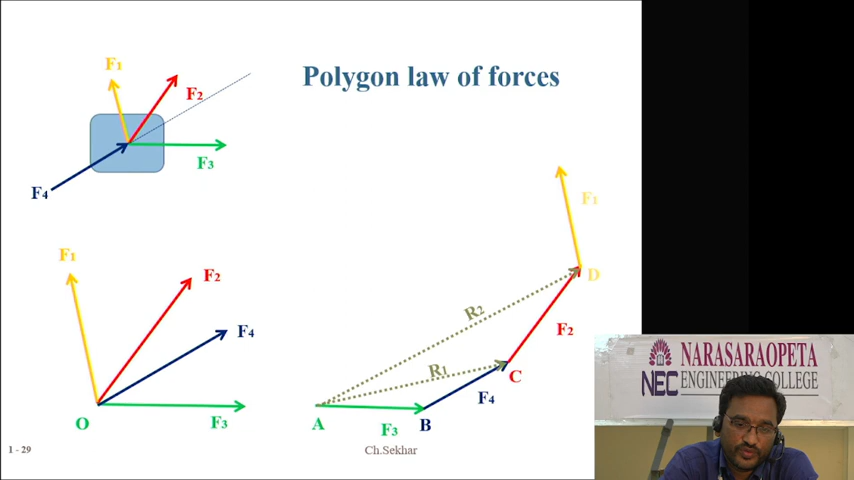 Polygon law of forces
F1
F2
F3
F4
F1
F2
F4
F3
O
F1
D
R2
F2
R1
C
F4
A
F3
B
1 - 29
Ch.Sekhar
NARASARAOPETA
NEC ENGINEERING COLLEGE